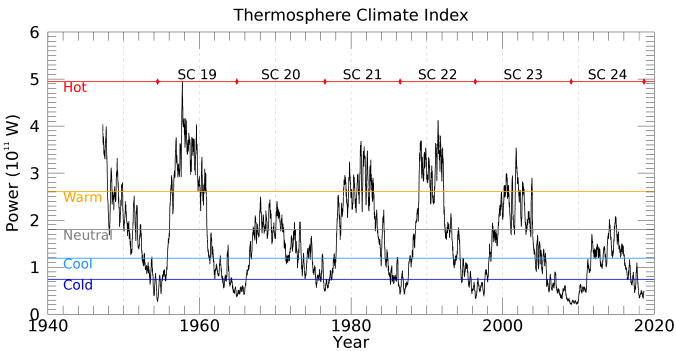 Thermosphere Climate Index
6
5
4
3
2
1
0
Power (10¹¹ W)
SC 19 SC 20 SC 21 SC 22 SC 23 SC 24
Hot
Warm
Neutral
Cool
Cold
1940 1960 1980 2000 2020
Year